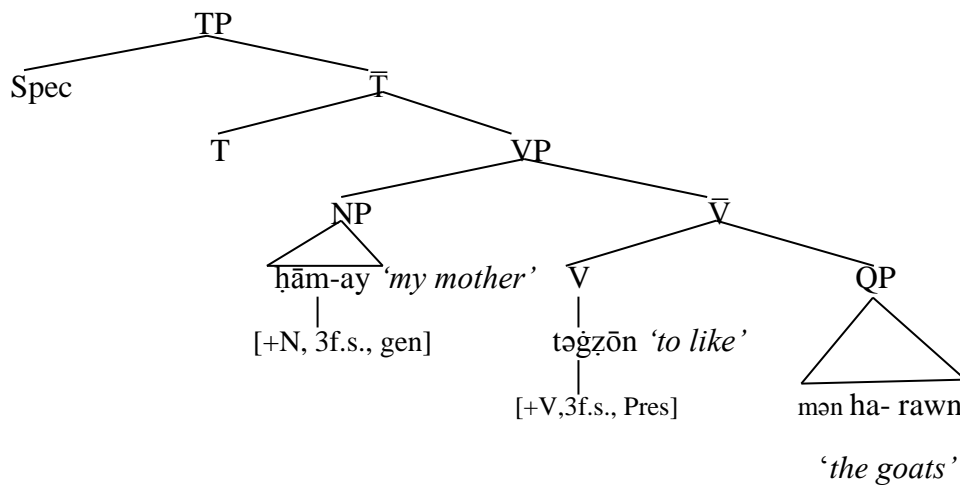 TP
Spec T̅
T VP
NP V̅
ḥām-ay ‘my mother’ V QP
[+N, 3f.s., gen] təġẓōn ‘to like’
[+V,3f.s., Pres] mən ha- rawn
‘the goats’